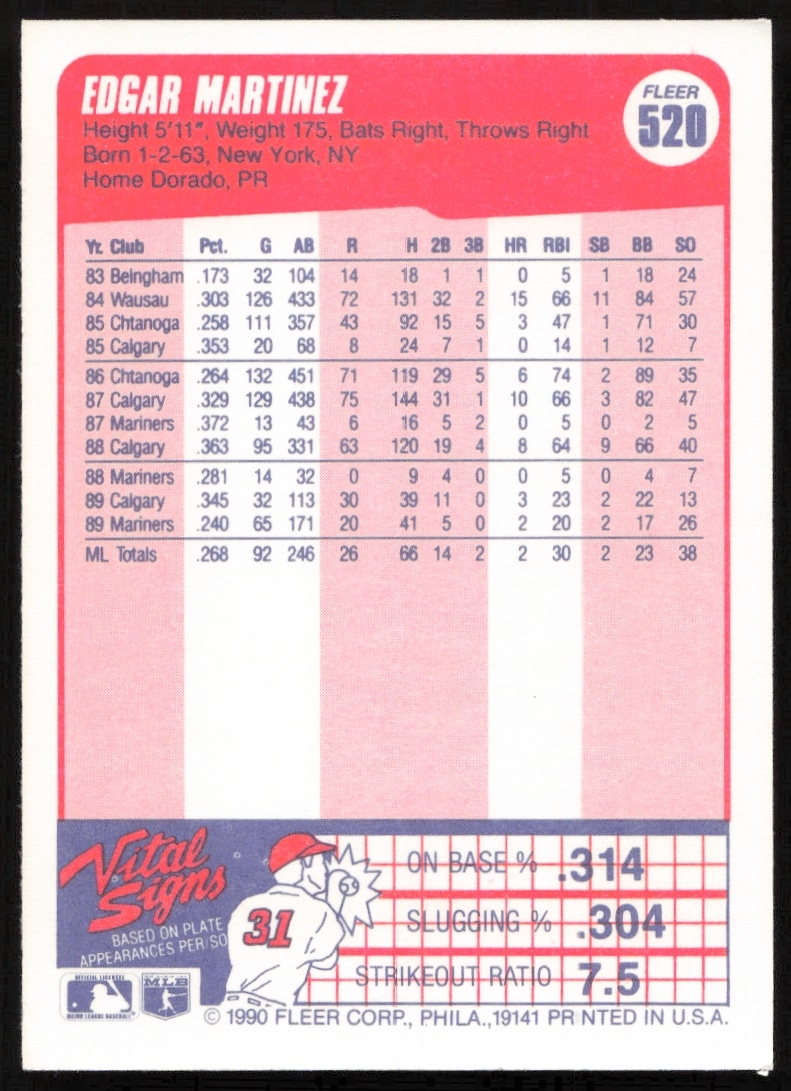 EDGAR MARTINEZ
FLEER
520
Height 5'11", Weight 175, Bats Right, Throws Right
Born 1-2-63, New York, NY
Home Dorado, PR
Yr. Club Pct. G AB R H 2B 3B HR RBI SB BB SO
83 Belngham .173 32 104 14 18 1 1 0 5 1 18 24
84 Wausau .303 126 433 72 131 32 2 15 66 11 84 57
85 Chtanoga .258 111 357 43 92 15 5 3 47 1 71 30
85 Calgary .353 20 68 8 24 7 1 0 14 1 12 7
86 Chtanoga .264 132 451 71 119 29 5 6 74 2 89 35
87 Calgary .329 129 438 75 144 31 1 10 66 3 82 47
87 Mariners .372 13 43 6 16 5 2 0 5 0 2 5
88 Calgary .363 95 331 63 120 19 4 8 64 9 66 40
88 Mariners .281 14 32 0 9 4 0 0 5 0 4 7
89 Calgary .345 32 113 30 39 11 0 3 23 2 22 13
89 Mariners .240 65 171 20 41 5 0 2 20 2 17 26
ML Totals .268 92 246 26 66 14 2 2 30 2 23 38
Vital
Signs
BASED ON PLATE
APPEARANCES PER/SO
31
ON BASE % .314
SLUGGING % .304
STRIKEOUT RATIO 7.5
OFFICIAL LICENSEE
MAJOR LEAGUE BASEBALL
MLB
© 1990 FLEER CORP., PHILA.,19141 PR NTED IN U.S.A.